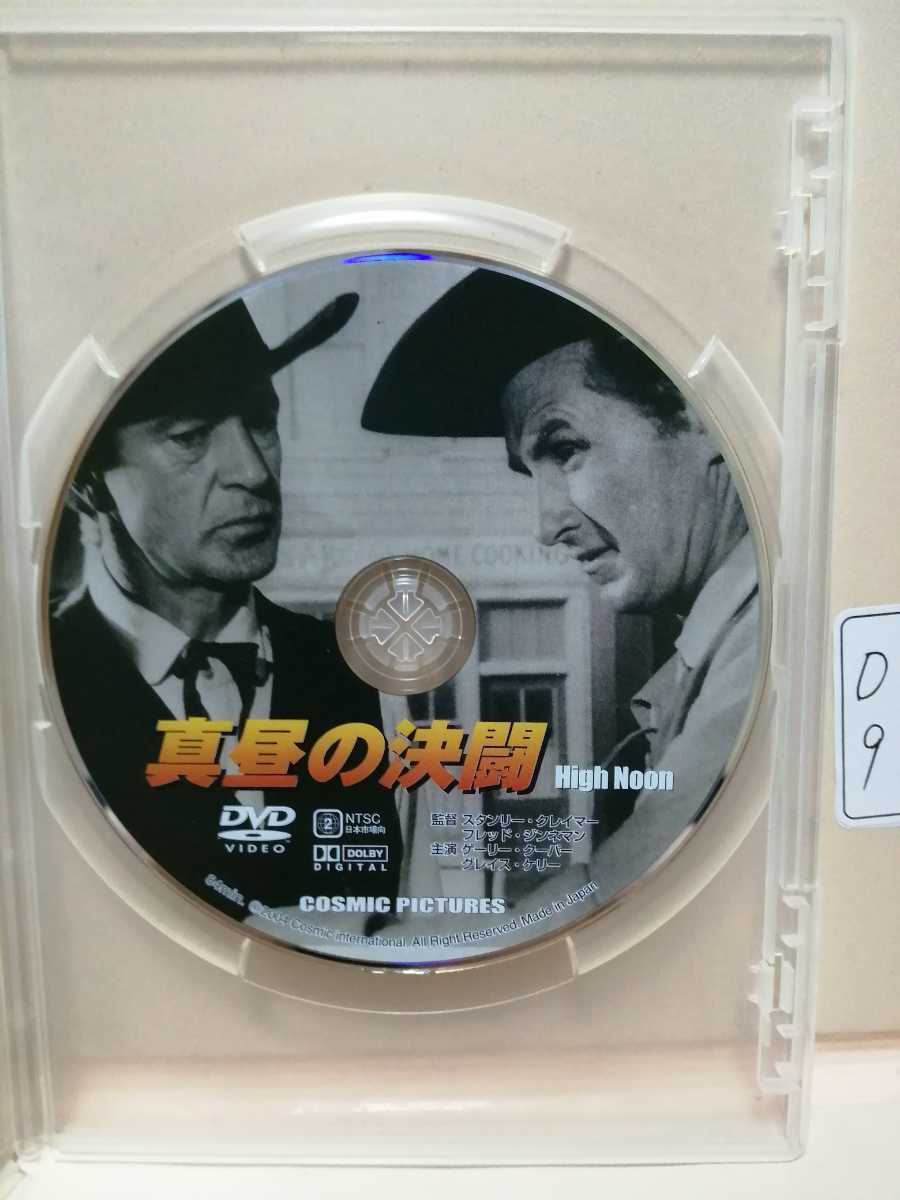 HOME COOKING
真昼の決闘 High Noon
DVD
VIDEO™
2 NTSC
日本市場向
DOLBY
DIGITAL
監督 スタンリー・クレイマー
フレッド・ジンネマン
主演 ゲーリー・クーパー
グレイス・ケリー
COSMIC PICTURES
84min. ©2004 Cosmic international. All Right Reserved. Made in Japan
D
9